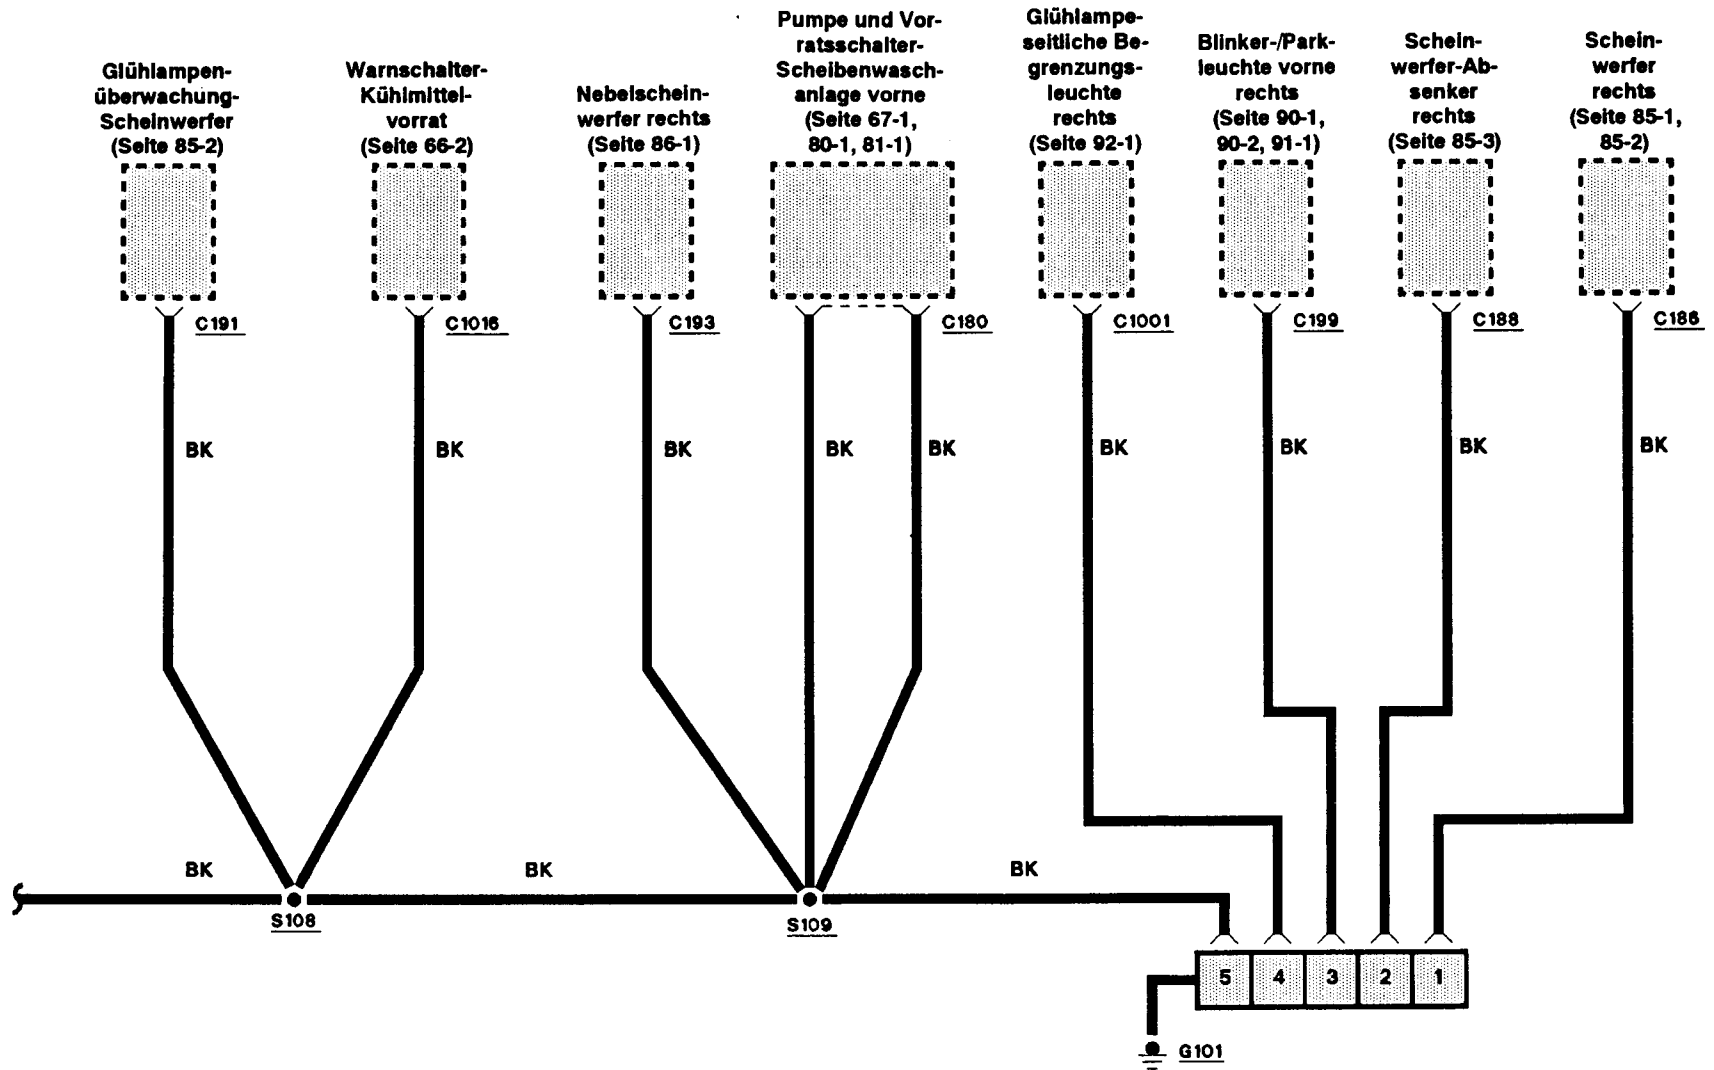 Glühlampen-
überwachung-
Scheinwerfer
(Seite 85-2)
Warnschalter-
Kühlmittel-
vorrat
(Seite 66-2)
Nebelschein-
werfer rechts
(Seite 86-1)
Pumpe und Vor-
ratsschalter-
Scheibenwasch-
anlage vorne
(Seite 67-1,
80-1, 81-1)
Glühlampe-
seitliche Be-
grenzungs-
leuchte
rechts
(Seite 92-1)
Blinker-/Park-
leuchte vorne
rechts
(Seite 90-1,
90-2, 91-1)
Schein-
werfer-Ab-
senker
rechts
(Seite 85-3)
Schein-
werfer
rechts
(Seite 85-1,
85-2)
C191
C1016
C193
C180
C1001
C199
C188
C186
BK
BK
BK
BK
BK
BK
BK
BK
BK
BK
BK
BK
S108
S109
5
4
3
2
1
G101